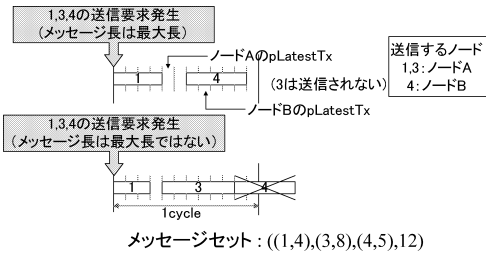 1,3,4の送信要求発生
(メッセージ長は最大長)
ノードAのpLatestTx
1
4
(3は送信されない)
ノードBのpLatestTx
送信するノード
1,3:ノードA
4:ノードB
1,3,4の送信要求発生
(メッセージ長は最大長ではない)
1
3
4
1cycle
メッセージセット : ((1,4),(3,8),(4,5),12)